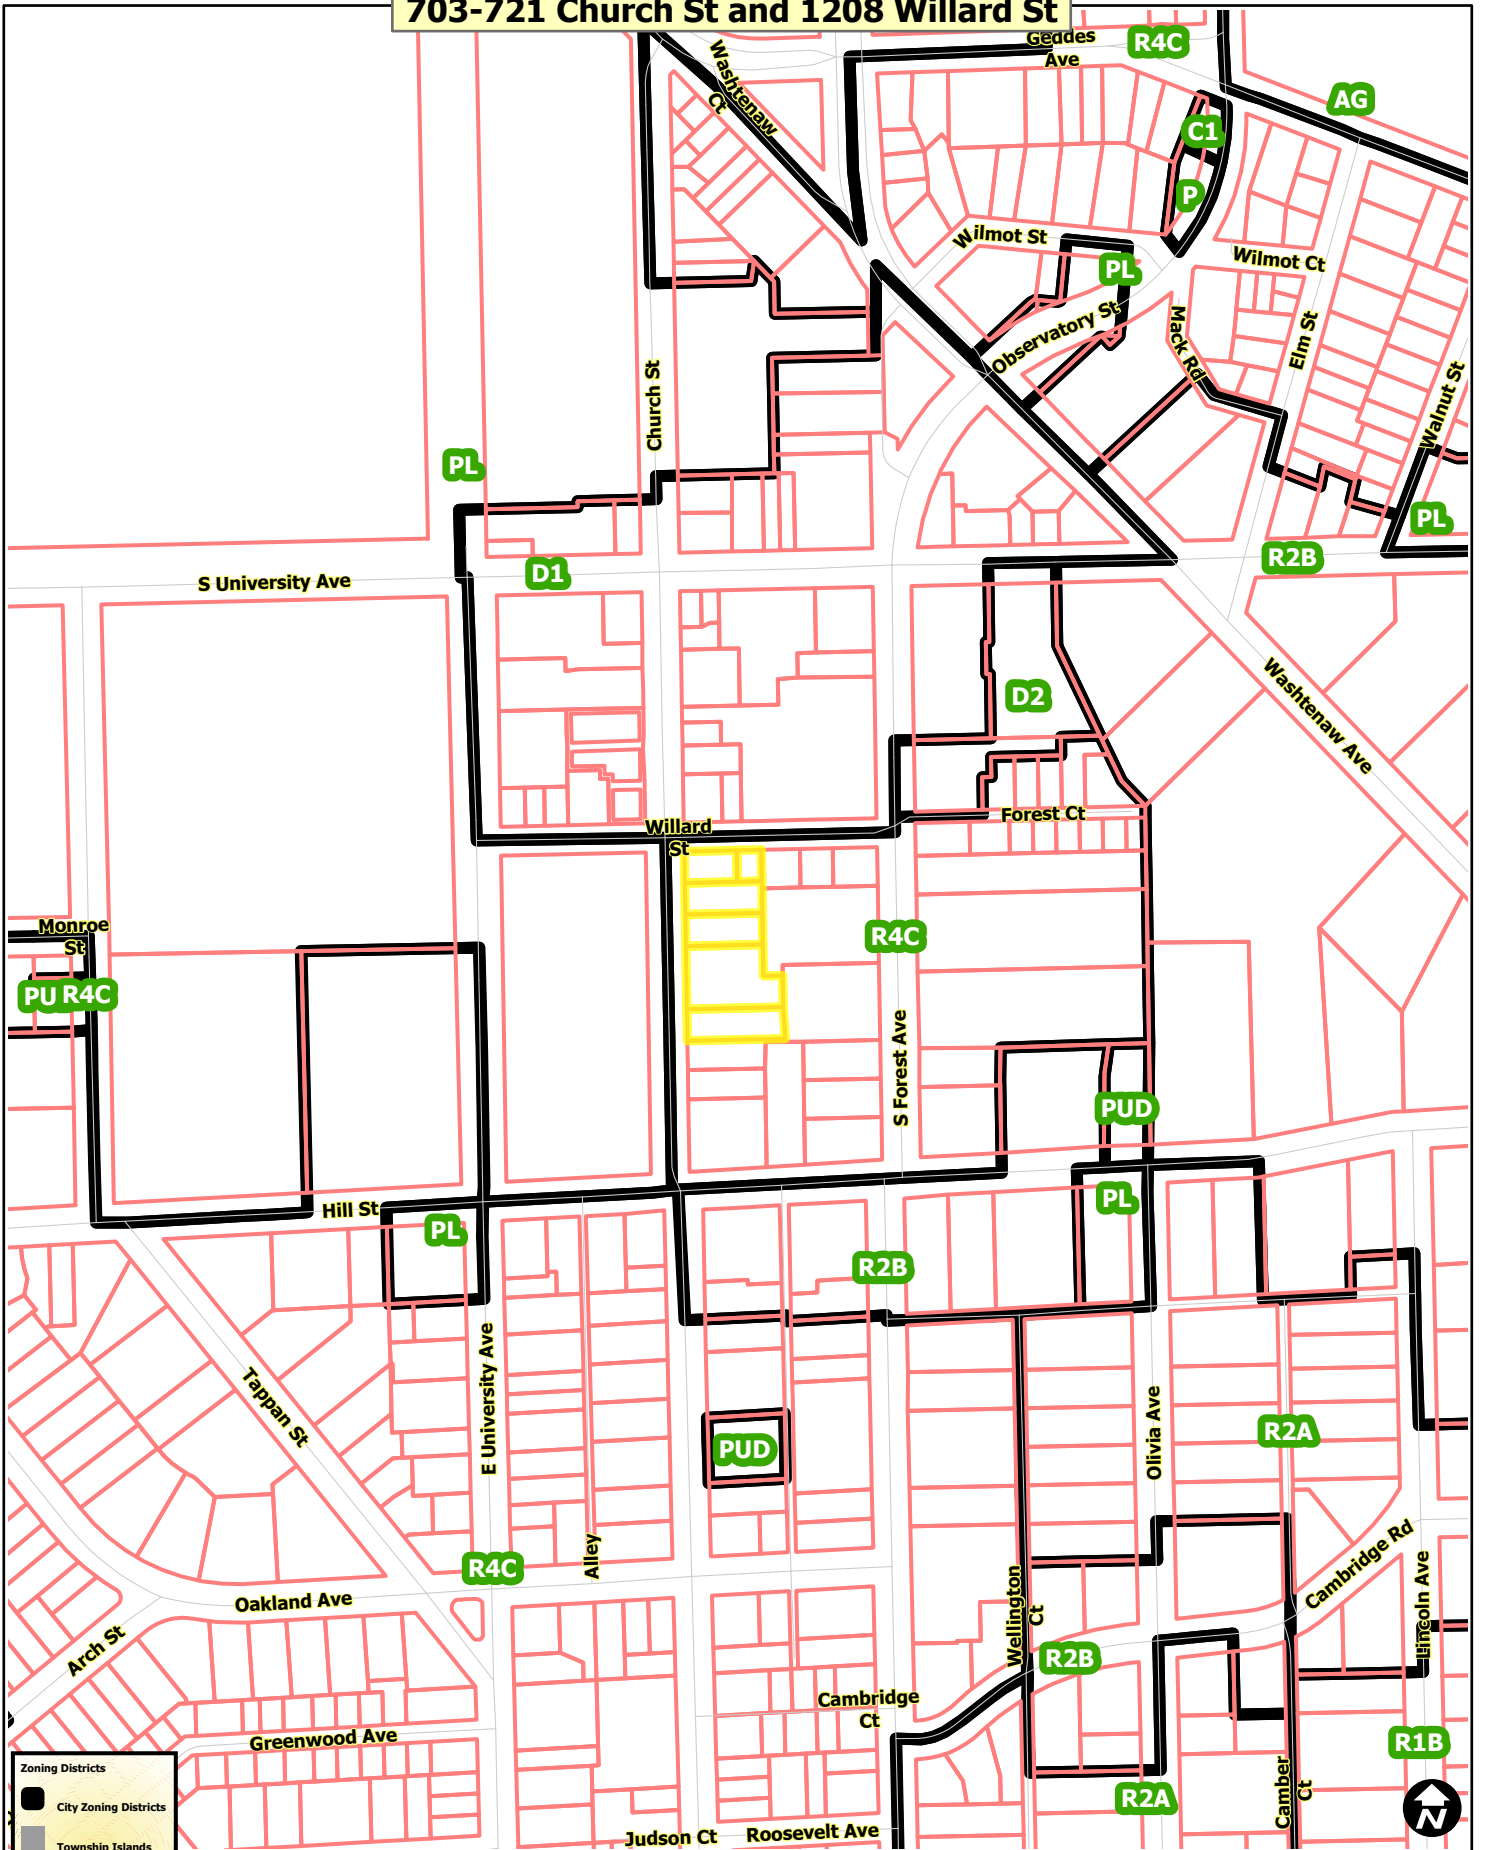 703-721 Church St and 1208 Willard St
Geddes
Ave
R4C
Washtenaw
Ct
AG
C1
P
Wilmot St
PL
Wilmot Ct
Observatory St
Mack Rd
Elm St
Walnut St
Church St
PL
PL
R2B
D1
S University Ave
D2
Washtenaw Ave
Forest Ct
Willard
St
Monroe
St
PU
R4C
R4C
S Forest Ave
PUD
Hill St
PL
PL
R2B
E University Ave
Tappan St
PUD
Olivia Ave
R2A
Alley
R4C
Wellington
Ct
Cambridge Rd
Lincoln Ave
Oakland Ave
Arch St
R2B
Cambridge
Ct
Greenwood Ave
R1B
R2A
Camber
Ct
Zoning Districts
City Zoning Districts
Township Islands
Judson Ct
Roosevelt Ave
N